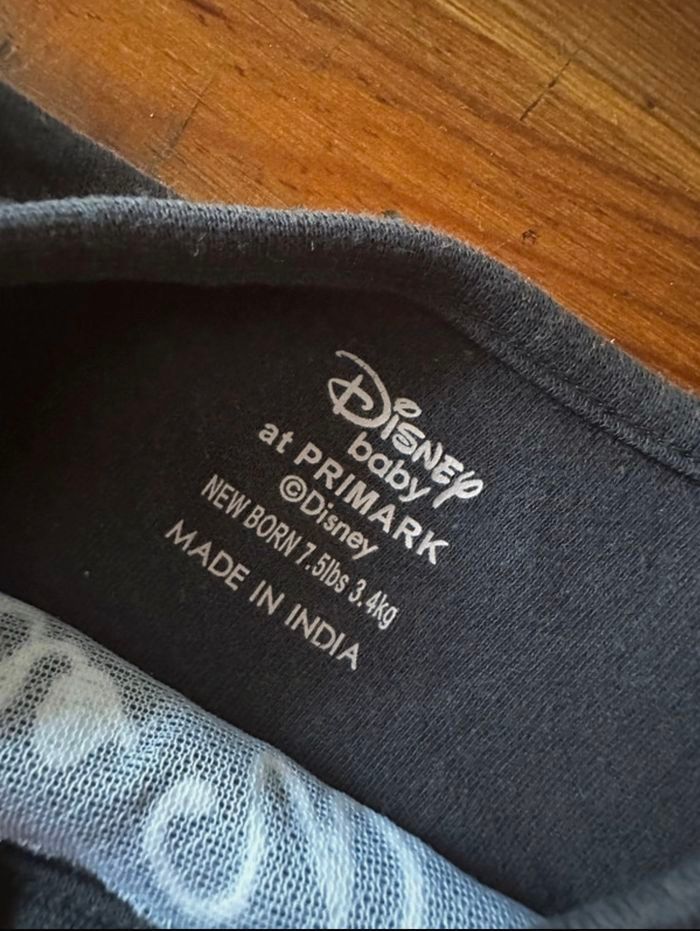 Disney
baby
at PRIMARK
©Disney
NEW BORN 7.5lbs 3.4kg
MADE IN INDIA